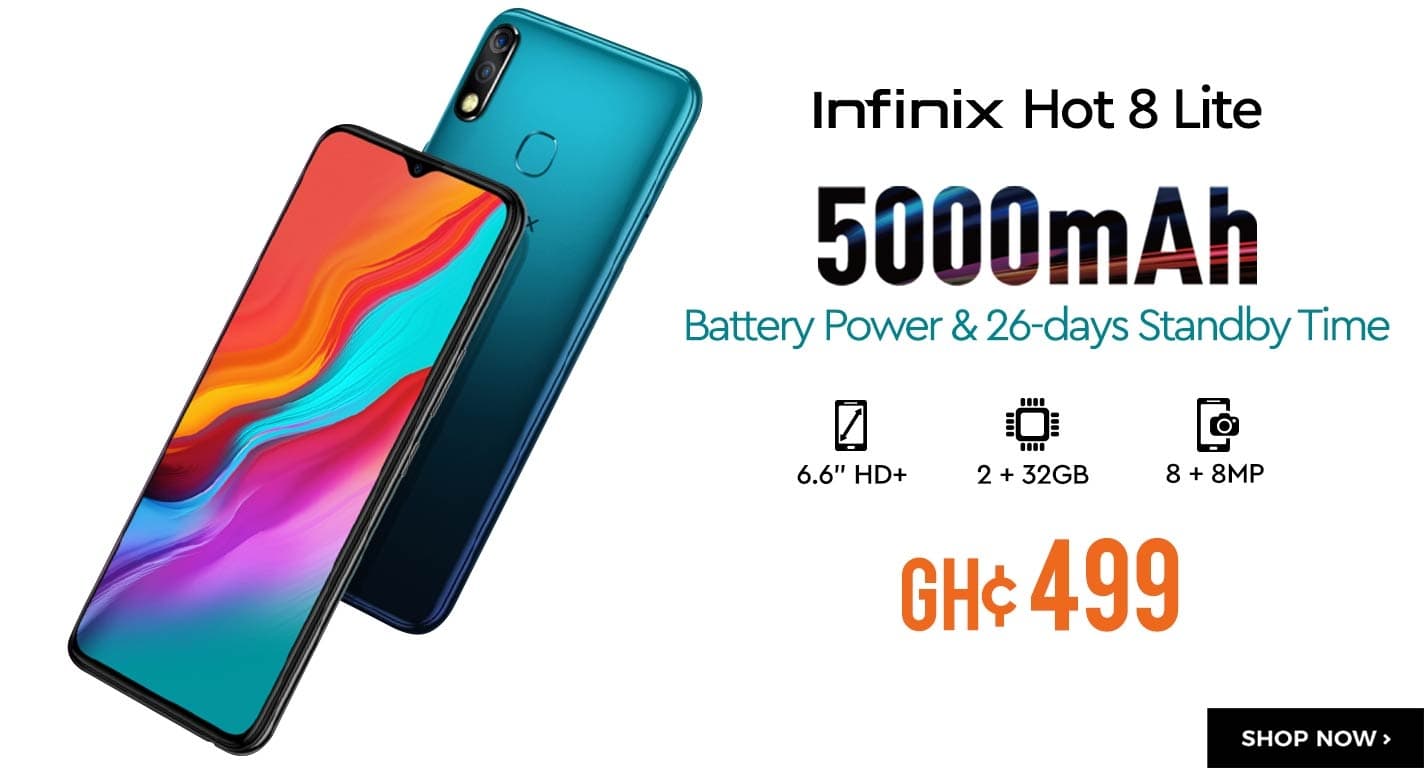 Infinix Hot 8 Lite
5000mAh
Battery Power & 26-days Standby Time
6.6" HD+
2 + 32GB
8 + 8MP
GH¢ 499
SHOP NOW ›
X